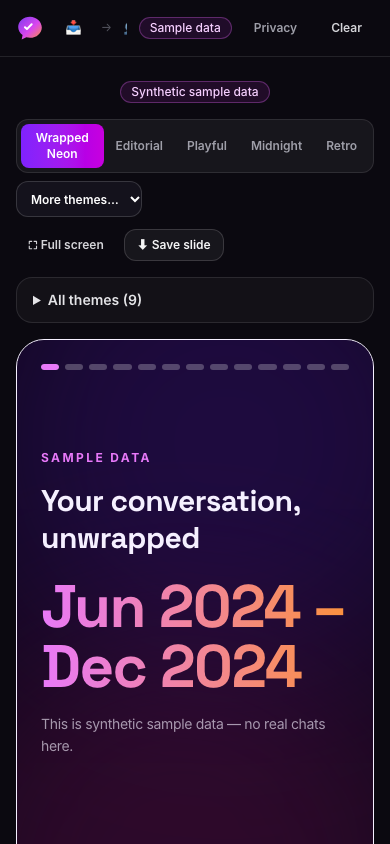 → Sample data Privacy Clear
Synthetic sample data
Wrapped
Neon
Editorial Playful Midnight Retro
More themes...
Full screen ⬇ Save slide
▶ All themes (9)
SAMPLE DATA
Your conversation,
unwrapped
Jun 2024 –
Dec 2024
This is synthetic sample data — no real chats
here.